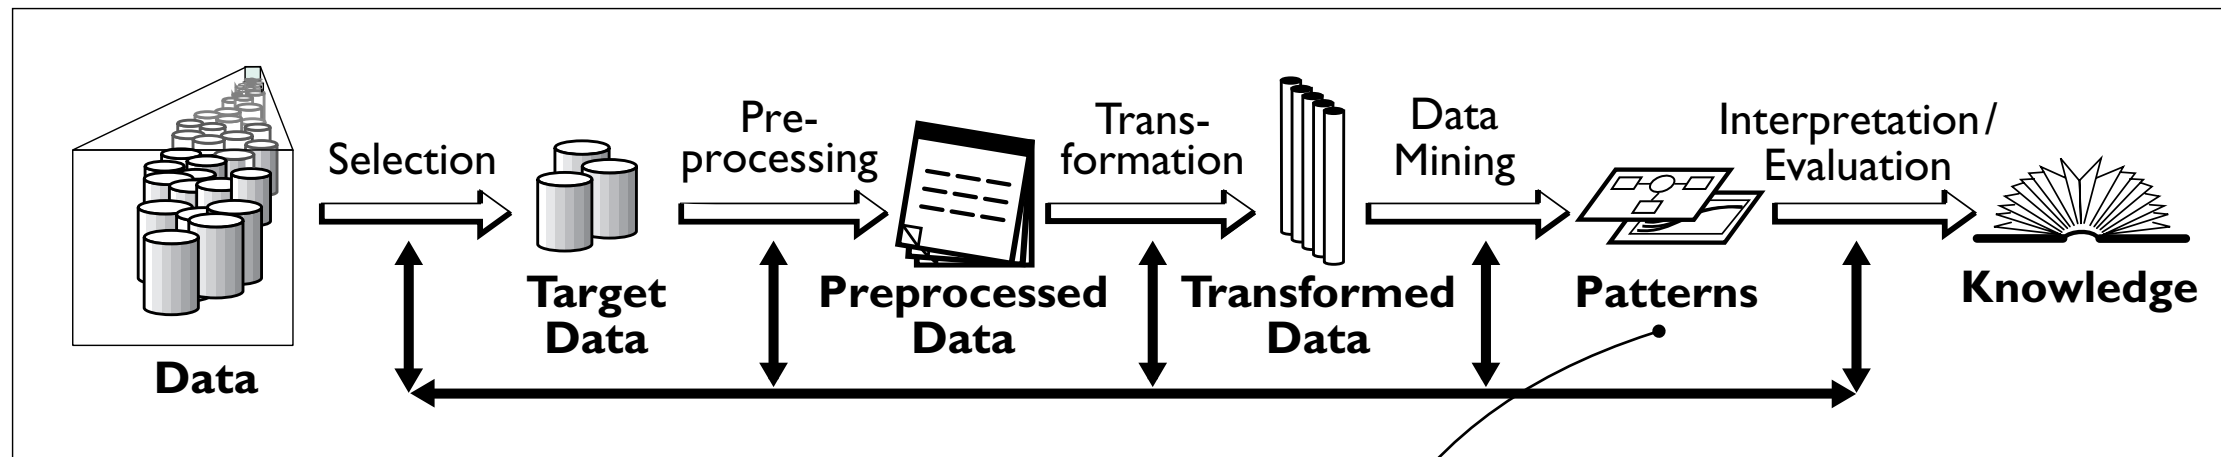 Selection
Pre-
processing
Trans-
formation
Data
Mining
Interpretation/
Evaluation
Data
Target
Data
Preprocessed
Data
Transformed
Data
Patterns
Knowledge